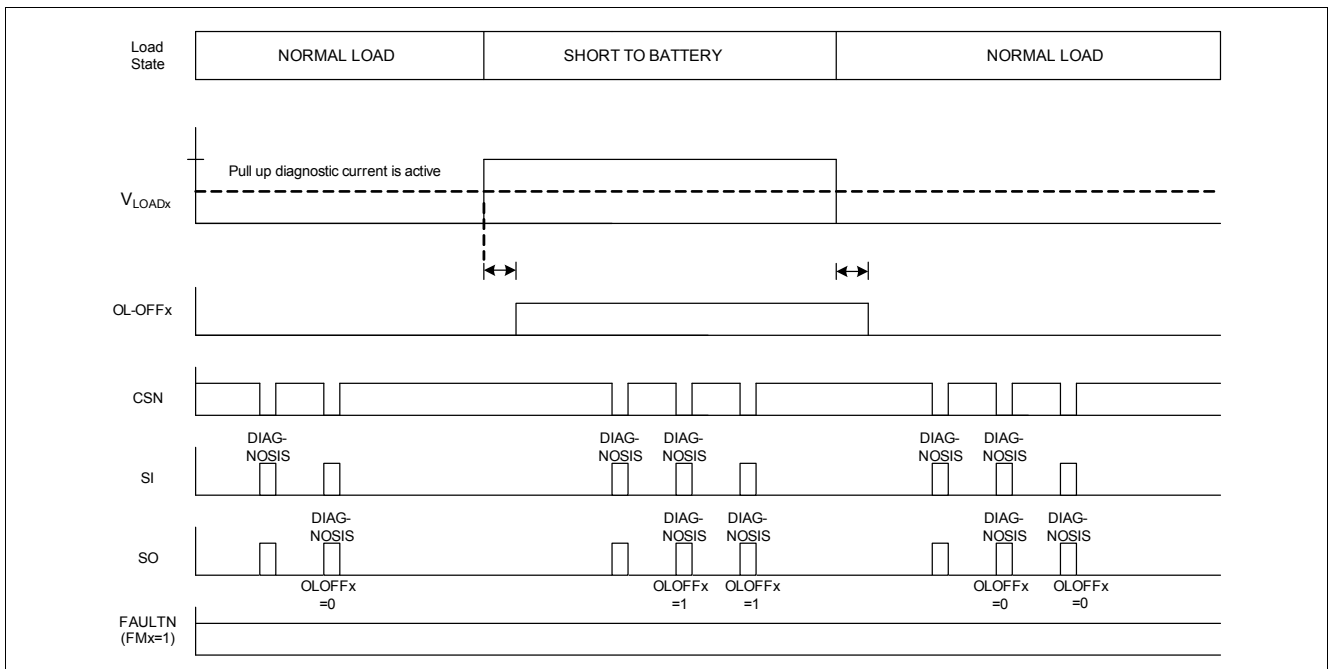 Load
State
NORMAL LOAD
SHORT TO BATTERY
NORMAL LOAD
Pull up diagnostic current is active
VLOADx
OL-OFFx
CSN
DIAG-
NOSIS
DIAG-
NOSIS
DIAG-
NOSIS
DIAG-
NOSIS
DIAG-
NOSIS
SI
DIAG-
NOSIS
DIAG-
NOSIS
DIAG-
NOSIS
DIAG-
NOSIS
DIAG-
NOSIS
SO
OLOFFx
=0
OLOFFx
=1
OLOFFx
=1
OLOFFx
=0
OLOFFx
=0
FAULTN
(FMx=1)